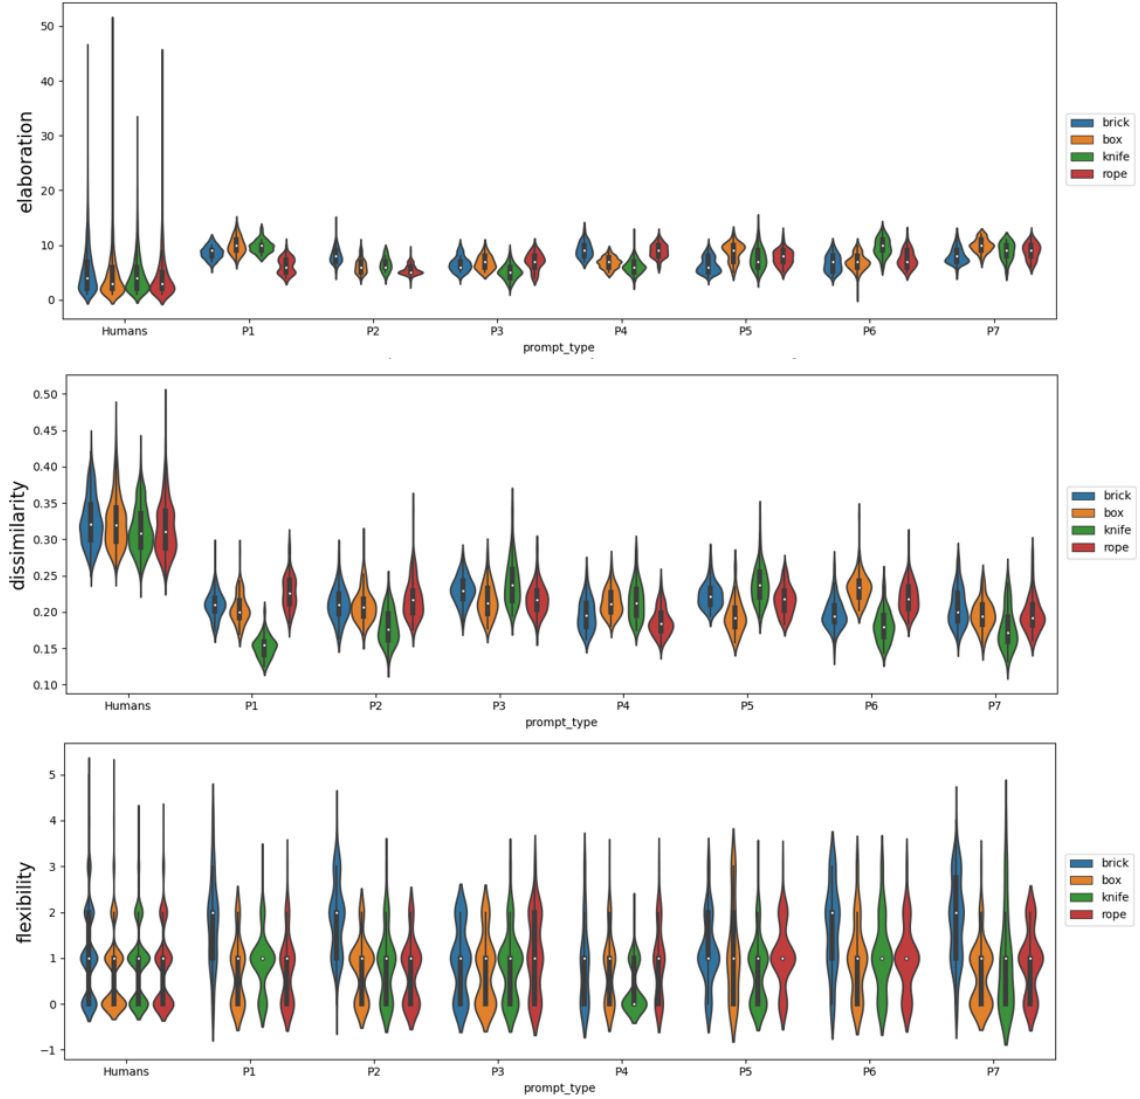 50
40
30
20
10
0
elaboration
Humans P1 P2 P3 P4 P5 P6 P7
prompt_type
brick
box
knife
rope
0.50
0.45
0.40
0.35
0.30
0.25
0.20
0.15
0.10
dissimilarity
Humans P1 P2 P3 P4 P5 P6 P7
prompt_type
brick
box
knife
rope
5
4
3
2
1
0
−1
flexibility
Humans P1 P2 P3 P4 P5 P6 P7
prompt_type
brick
box
knife
rope